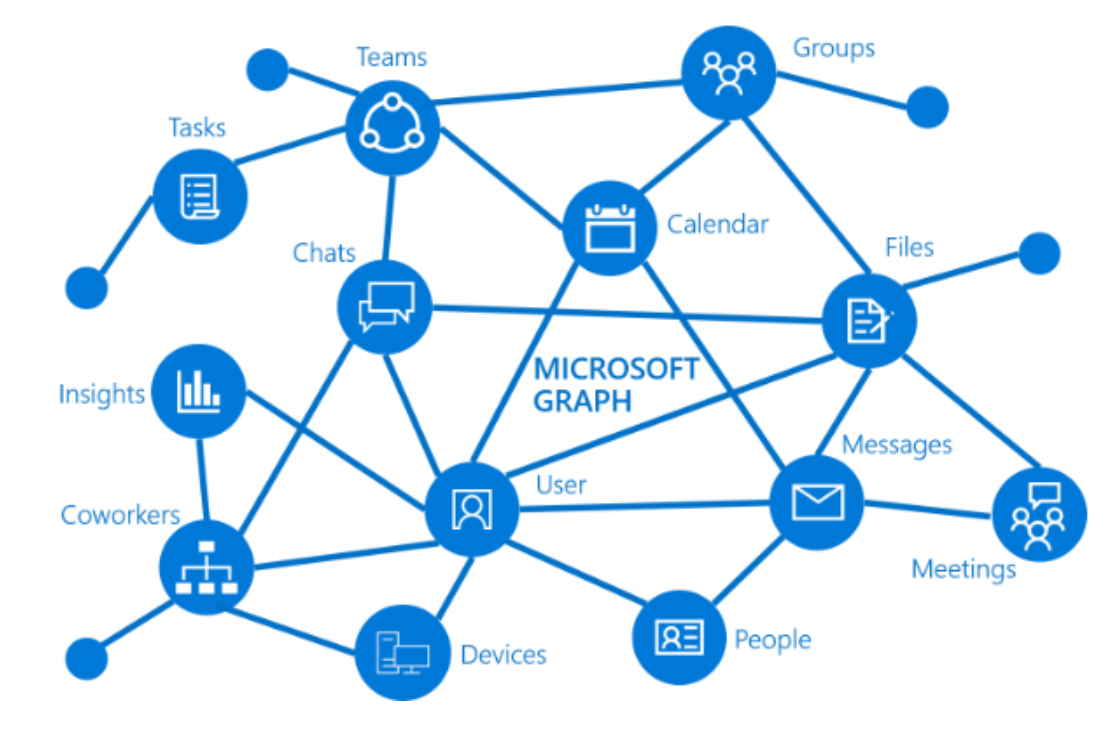 Groups
Teams
Tasks
Calendar
Chats
Files
MICROSOFT
GRAPH
Insights
Messages
User
Coworkers
Meetings
People
Devices